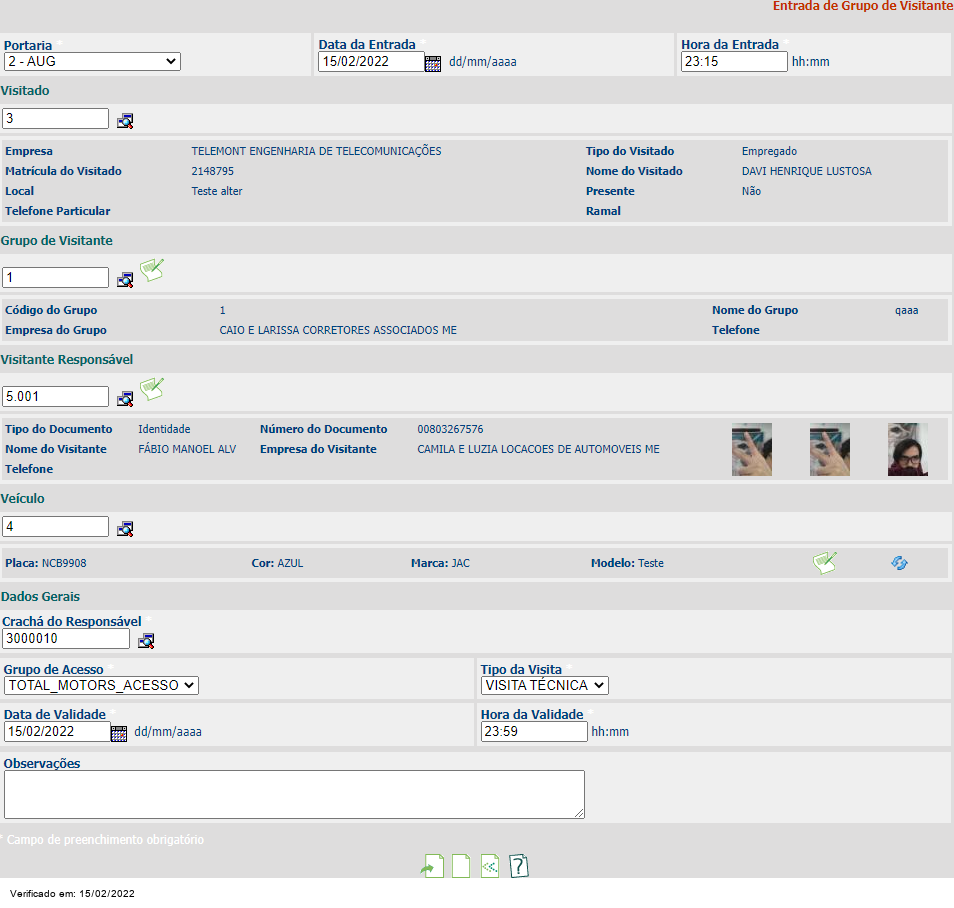 Entrada de Grupo de Visitante
Portaria * Data da Entrada * Hora da Entrada *
2 - AUG 15/02/2022 dd/mm/aaaa 23:15 hh:mm
Visitado
3
Empresa TELEMONT ENGENHARIA DE TELECOMUNICAÇÕES Tipo do Visitado Empregado
Matrícula do Visitado 2148795 Nome do Visitado DAVI HENRIQUE LUSTOSA
Local Teste alter Presente Não
Telefone Particular Ramal
Grupo de Visitante
1
Código do Grupo 1 Nome do Grupo qaaa
Empresa do Grupo CAIO E LARISSA CORRETORES ASSOCIADOS ME Telefone
Visitante Responsável
5.001
Tipo do Documento Identidade Número do Documento 00803267576
Nome do Visitante FÁBIO MANOEL ALV Empresa do Visitante CAMILA E LUZIA LOCACOES DE AUTOMOVEIS ME
Telefone
Veículo
4
Placa: NCB9908 Cor: AZUL Marca: JAC Modelo: Teste
Dados Gerais
Crachá do Responsável *
3000010
Grupo de Acesso * Tipo da Visita *
TOTAL_MOTORS_ACESSO VISITA TÉCNICA
Data de Validade * Hora da Validade *
15/02/2022 dd/mm/aaaa 23:59 hh:mm
Observações
* Campo de preenchimento obrigatório
Verificado em: 15/02/2022